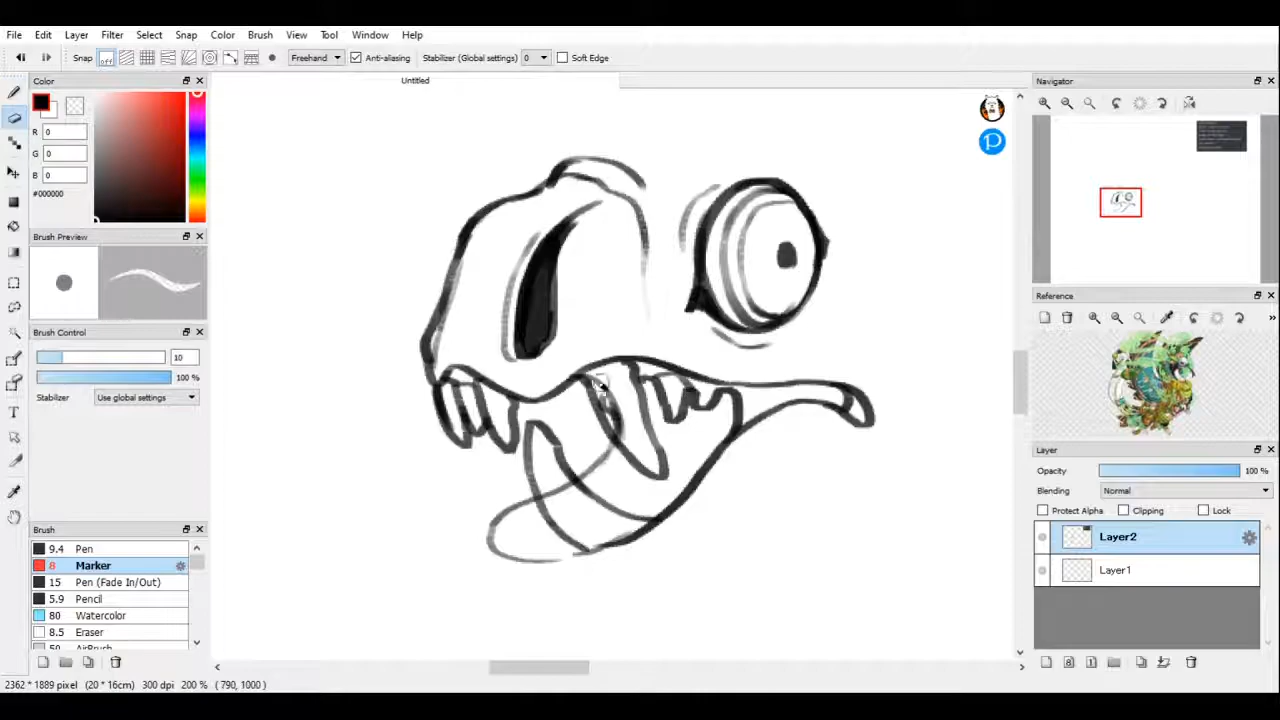 File Edit Layer Filter Select Snap Color Brush View Tool Window Help
Snap off Freehand Anti-aliasing Stabilizer (Global settings) 0 Soft Edge
Color
Untitled
Navigator
R 0
G 0
B 0
#000000
Brush Preview
Reference
Brush Control
10
100 %
Stabilizer Use global settings
Layer
Opacity 100 %
Blending Normal
Protect Alpha Clipping Lock
Layer2
Layer1
Brush
9.4 Pen
8 Marker
15 Pen (Fade In/Out)
5.9 Pencil
80 Watercolor
8.5 Eraser
50 AirBrush
2362 * 1889 pixel (20 * 16cm) 300 dpi 200 % ( 790, 1000 )